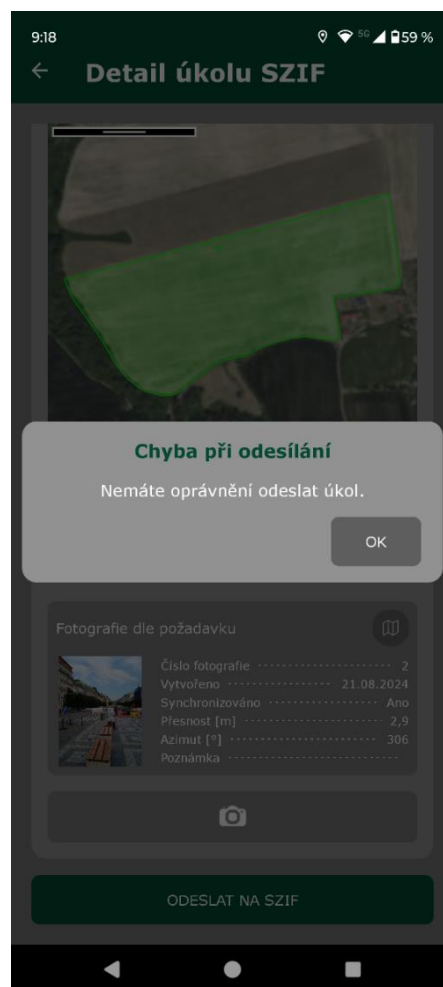 9:18
5G
59 %
Detail úkolu SZIF
Chyba při odesílání
Nemáte oprávnění odeslat úkol.
OK
Fotografie dle požadavku
Číslo fotografie 2
Vytvořeno 21.08.2024
Synchronizováno Ano
Přesnost [m] 2,9
Azimut [°] 306
Poznámka
ODESLAT NA SZIF